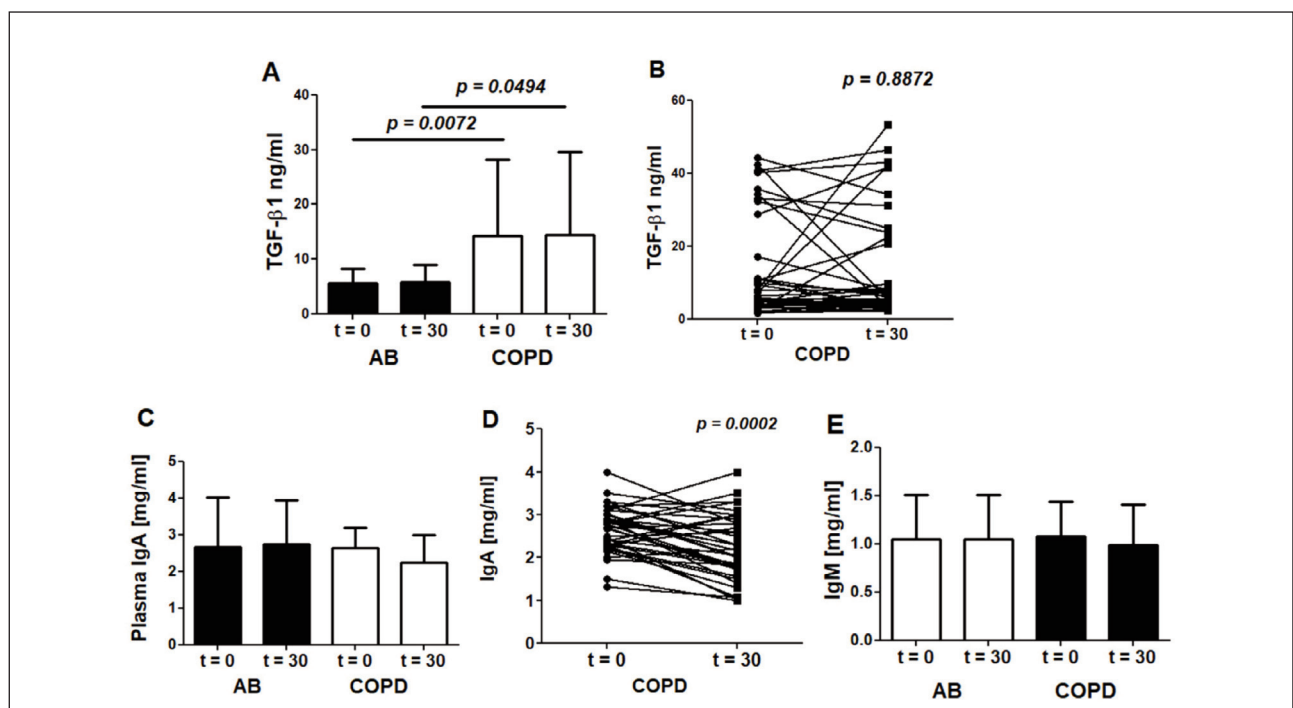 A
p = 0.0494
p = 0.0072
TGF-β1 ng/ml
40
30
20
10
0
t = 0 t = 30 t = 0 t = 30
AB COPD
B
p = 0.8872
TGF-β1 ng/ml
60
40
20
0
t = 0 t = 30
COPD
C
Plasma IgA [mg/ml]
5
4
3
2
1
0
t = 0 t = 30 t = 0 t = 30
AB COPD
D
p = 0.0002
IgA [mg/ml]
5
4
3
2
1
0
t = 0 t = 30
COPD
E
IgM [mg/ml]
2.0
1.5
1.0
0.5
0.0
t = 0 t = 30 t = 0 t = 30
AB COPD